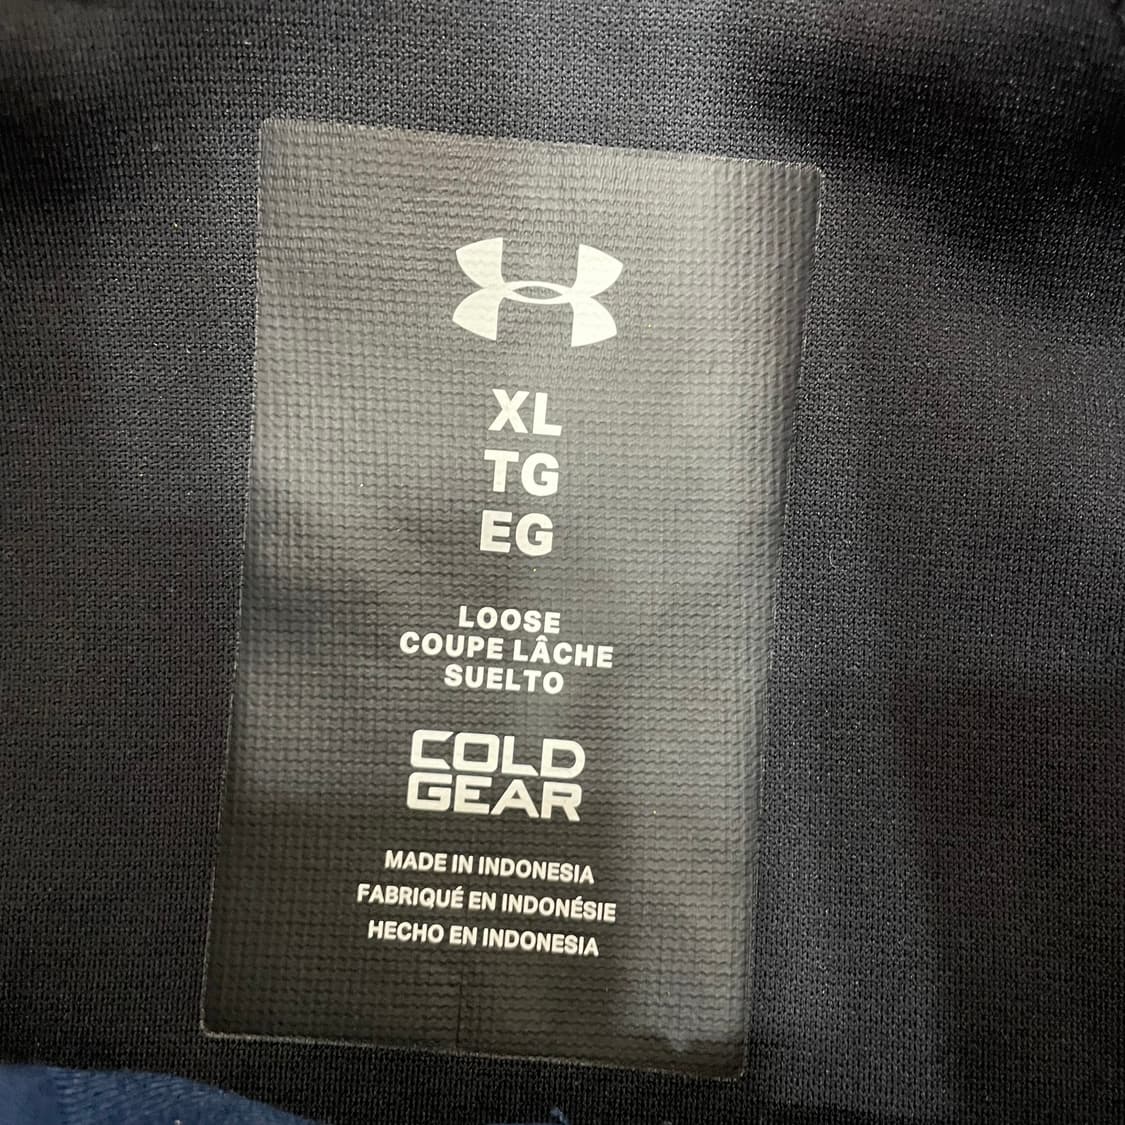 XL
TG
EG
LOOSE
COUPE LÂCHE
SUELTO
COLD
GEAR
MADE IN INDONESIA
FABRIQUÉ EN INDONÉSIE
HECHO EN INDONESIA